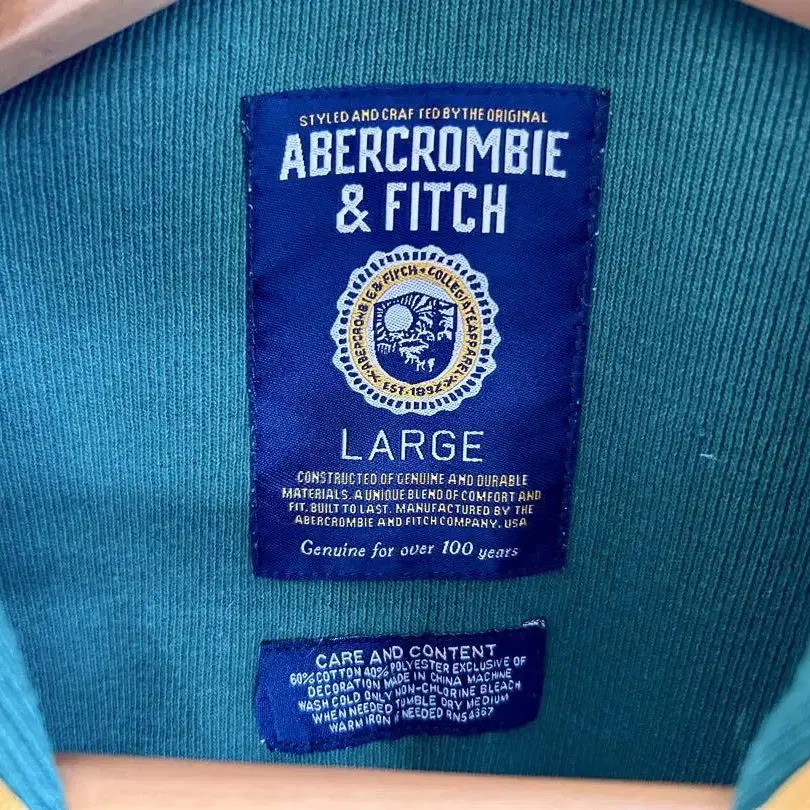 STYLED AND CRAFTED BY THE ORIGINAL
ABERCROMBIE
& FITCH
ABERCROMBIE & FITCH • COLLEGIATE APPAREL
EST. 1892
LARGE
CONSTRUCTED OF GENUINE AND DURABLE
MATERIALS. A UNIQUE BLEND OF COMFORT AND
FIT. BUILT TO LAST. MANUFACTURED BY THE
ABERCROMBIE AND FITCH COMPANY. USA
Genuine for over 100 years
CARE AND CONTENT
60% COTTON 40% POLYESTER EXCLUSIVE OF
DECORATION MADE IN CHINA MACHINE
WASH COLD ONLY NON-CHLORINE BLEACH
WHEN NEEDED TUMBLE DRY MEDIUM
WARM IRON IF NEEDED RN54367